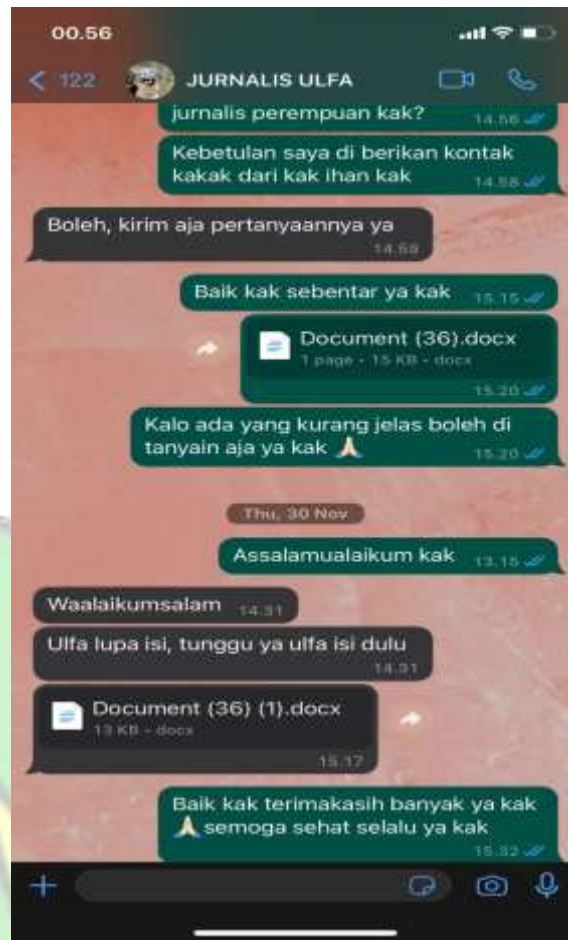 00.56
122
JURNALIS ULFA
jurnalis perempuan kak?
14.56
Kebetulan saya di berikan kontak
kakak dari kak ihan kak
14.58
Boleh, kirim aja pertanyaannya ya
14.59
Baik kak sebentar ya kak
15.15
Document (36).docx
1 page - 15 KB - docx
15.20
Kalo ada yang kurang jelas boleh di
tanyain aja ya kak 🙏🏻
15.20
Thu, 30 Nov
Assalamualaikum kak
13.15
Waalaikumsalam
14.31
Ulfa lupa isi, tunggu ya ulfa isi dulu
14.31
Document (36) (1).docx
13 KB - docx
15.17
Baik kak terimakasih banyak ya kak
🙏🏻 semoga sehat selalu ya kak
15.32